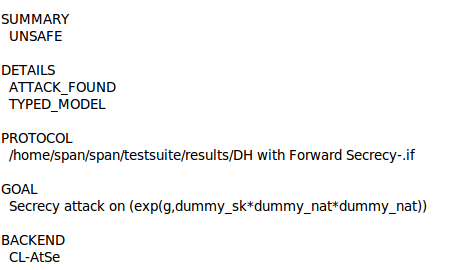 SUMMARY
UNSAFE
DETAILS
ATTACK_FOUND
TYPED_MODEL
PROTOCOL
/home/span/span/testsuite/results/DH with Forward Secrecy-.if
GOAL
Secrecy attack on (exp(g,dummy_sk*dummy_nat*dummy_nat))
BACKEND
CL-AtSe